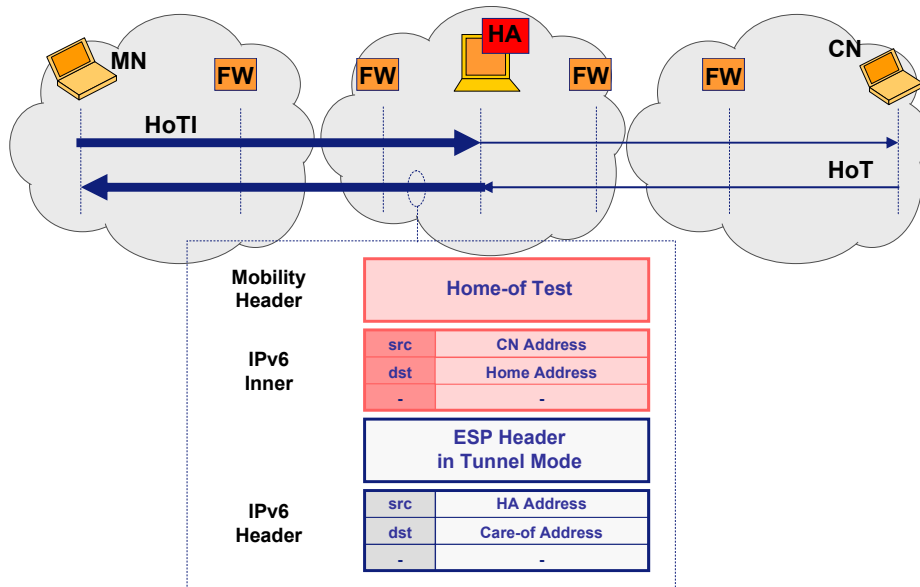 HA
MN
CN
FW
FW
FW
FW
HoTI
HoT
Mobility
Header
Home-of Test
IPv6
Inner
src
CN Address
dst
Home Address
-
-
ESP Header
in Tunnel Mode
IPv6
Header
src
HA Address
dst
Care-of Address
-
-